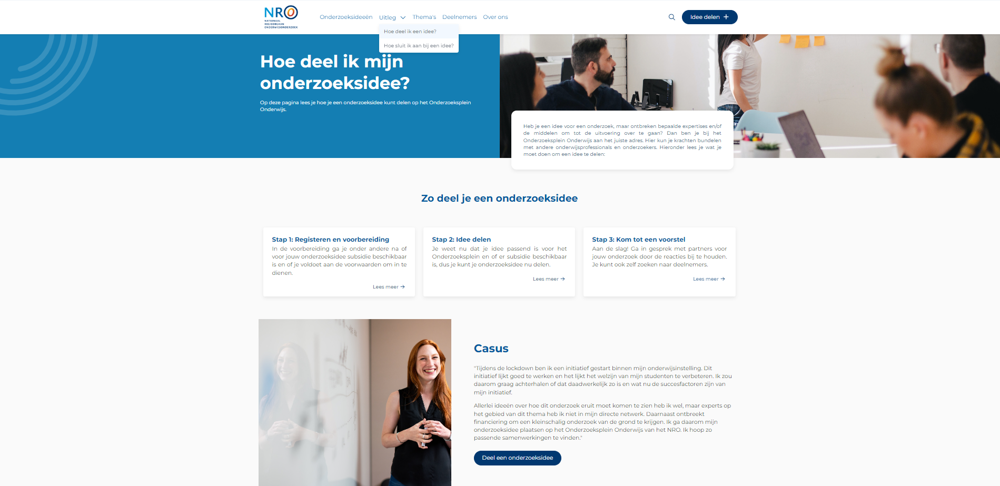 NRO
NATIONAAL
REGIEORGAAN
ONDERWIJSONDERZOEK
Onderzoeksideeën
Uitleg
Thema's
Deelnemers
Over ons
Idee delen
Hoe deel ik een idee?
Hoe sluit ik aan bij een idee?
Hoe deel ik mijn
onderzoeksidee?
Op deze pagina lees je hoe je een onderzoeksidee kunt delen op het Onderzoeksplein
Onderwijs.
Heb je een idee voor een onderzoek, maar ontbreken bepaalde expertises en/of
de middelen om tot de uitvoering over te gaan? Dan ben je bij het
Onderzoeksplein Onderwijs aan het juiste adres. Hier kun je krachten bundelen
met andere onderwijsprofessionals en onderzoekers. Hieronder lees je wat je
moet doen om een idee te delen:
Zo deel je een onderzoeksidee
Stap 1: Registeren en voorbereiding
In de voorbereiding ga je onder andere na of
voor jouw onderzoeksidee subsidie beschikbaar
is en of je voldoet aan de voorwaarden om in te
dienen.
Lees meer →
Stap 2: Idee delen
Je weet nu dat je idee passend is voor het
Onderzoeksplein en of er subsidie beschikbaar
is, dus je kunt je onderzoeksidee nu delen.
Lees meer →
Stap 3: Kom tot een voorstel
Aan de slag! Ga in gesprek met partners voor
jouw onderzoek door de reacties bij te houden.
Je kunt ook zelf zoeken naar deelnemers.
Lees meer →
Casus
"Tijdens de lockdown ben ik een initiatief gestart binnen mijn onderwijsinstelling. Dit
initiatief lijkt goed te werken en het lijkt het welzijn van mijn studenten te verbeteren. Ik zou
daarom graag achterhalen of dat daadwerkelijk zo is en wat nu de succesfactoren zijn van
mijn initiatief.
Allerlei ideeën over hoe dit onderzoek eruit moet komen te zien heb ik wel, maar experts op
het gebied van dit thema heb ik niet in mijn directe netwerk. Daarnaast ontbreekt
financiering om een kleinschalig onderzoek van de grond te krijgen. Ik ga daarom mijn
onderzoeksidee plaatsen op het Onderzoeksplein Onderwijs van het NRO. Ik hoop zo
passende samenwerkingen te vinden."
Deel een onderzoeksidee